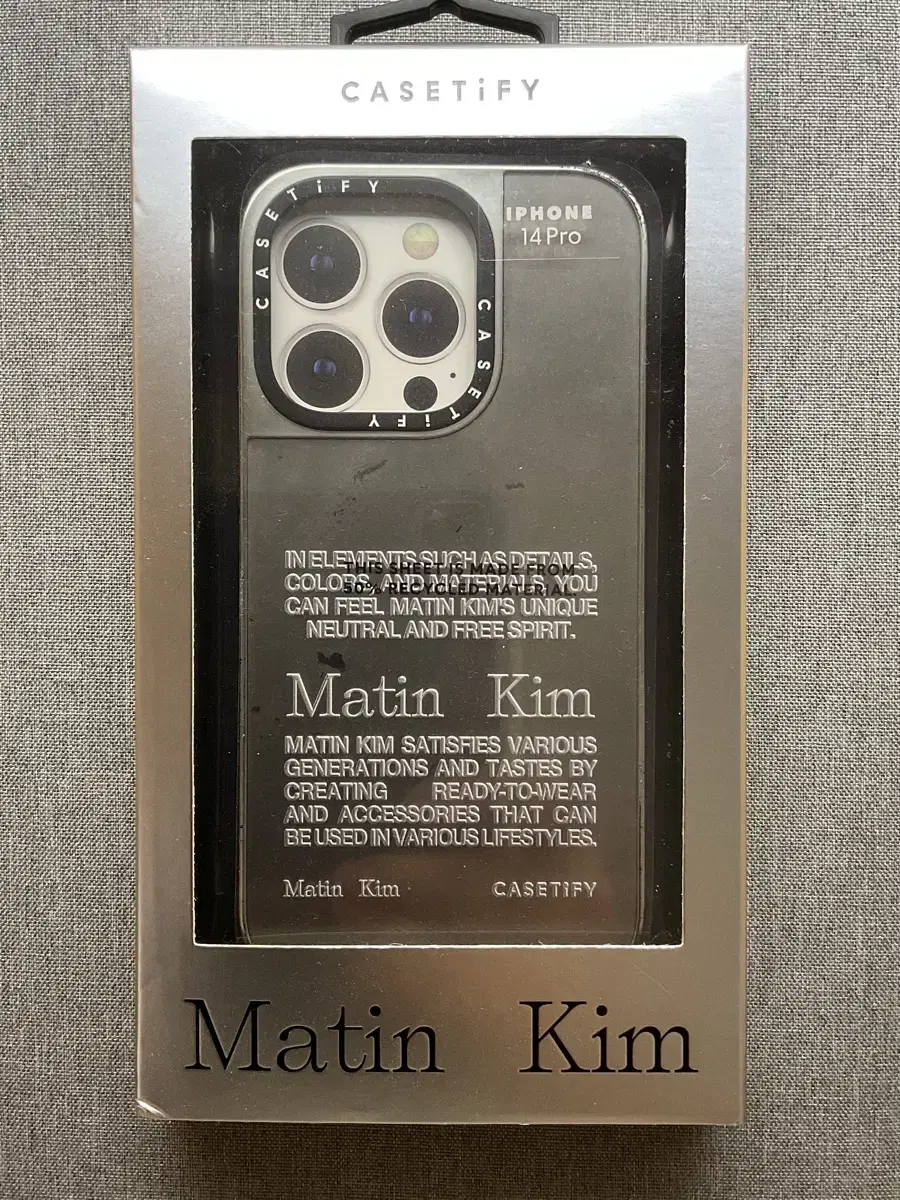 CASETiFY
CASETiFY
CASETiFY
CASETiFY
IPHONE
14 Pro
IN ELEMENTS SUCH AS DETAILS,
THIS SHEET IS MADE FROM
COLORS, AND MATERIALS, YOU
50% RECYCLED MATERIAL.
CAN FEEL MATIN KIM'S UNIQUE
NEUTRAL AND FREE SPIRIT.
Matin Kim
MATIN KIM SATISFIES VARIOUS
GENERATIONS AND TASTES BY
CREATING READY-TO-WEAR
AND ACCESSORIES THAT CAN
BE USED IN VARIOUS LIFESTYLES.
Matin Kim CASETiFY
Matin Kim